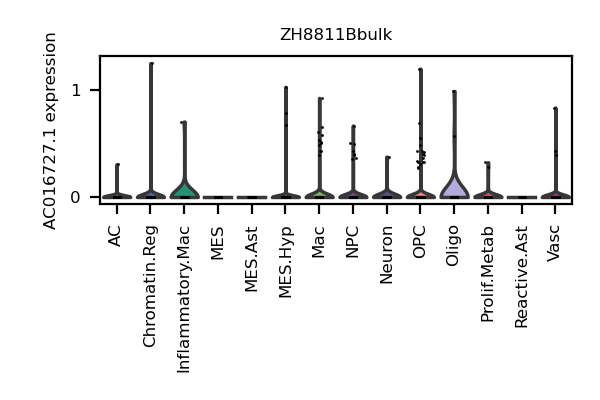 ZH8811Bbulk
AC016727.1 expression
1
0
AC
Chromatin.Reg
Inflammatory.Mac
MES
MES.Ast
MES.Hyp
Mac
NPC
Neuron
OPC
Oligo
Prolif.Metab
Reactive.Ast
Vasc